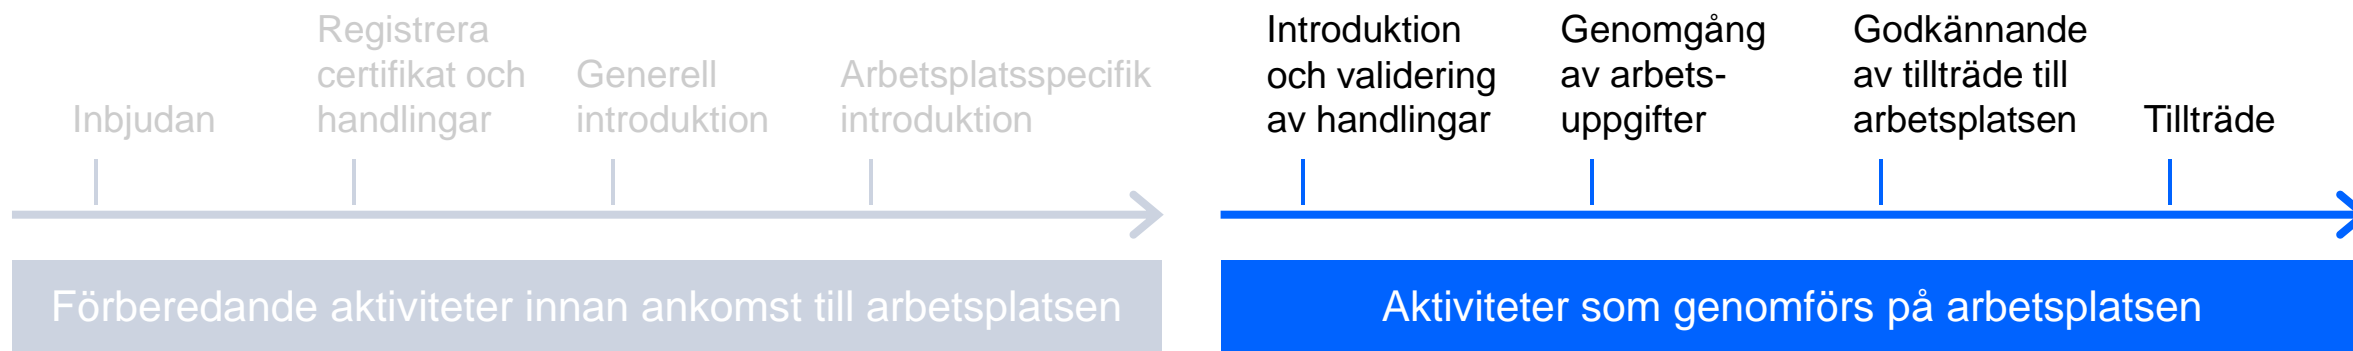 Inbjudan
Registrera
certifikat och
handlingar
Generell
introduktion
Arbetsplatsspecifik
introduktion
Introduktion
och validering
av handlingar
Genomgång
av arbets-
uppgifter
Godkännande
av tillträde till
arbetsplatsen
Tillträde
Förberedande aktiviteter innan ankomst till arbetsplatsen
Aktiviteter som genomförs på arbetsplatsen